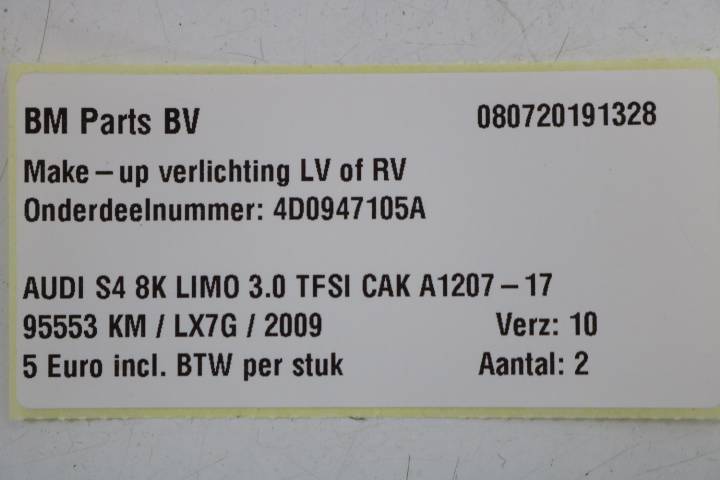 BM Parts BV 080720191328
Make-up verlichting LV of RV
Onderdeelnummer: 4D0947105A
AUDI S4 8K LIMO 3.0 TFSI CAK A1207-17
95553 KM / LX7G / 2009 Verz: 10
5 Euro incl. BTW per stuk Aantal: 2